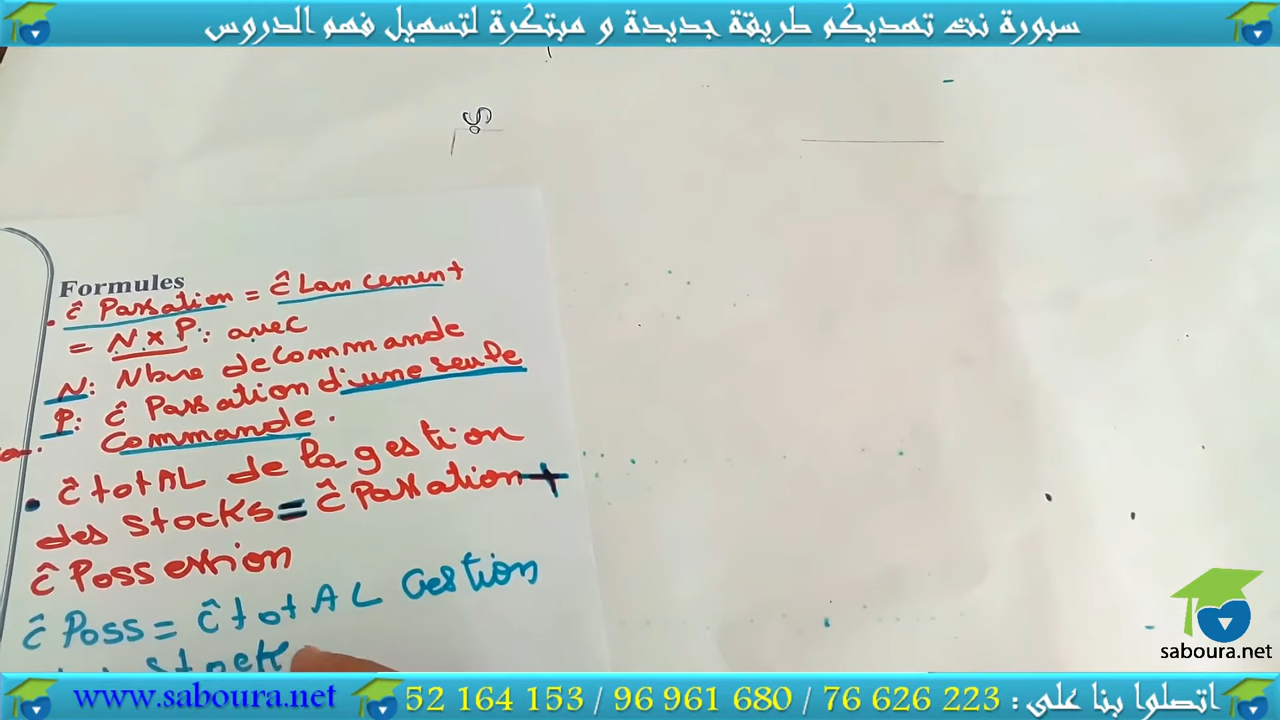 سبورة نت تهديكم طريقة جديدة و مبتكرة لتسهيل فهم الدروس
Formules
• ĉ Passation = ĉ Lancement
= N x P : avec
N : Nbre de Commande
P : ĉ Passation d'une seule
Commande.
• ĉ totAL de la gestion
des Stocks = ĉ Passation +
ĉ Possession
ĉ Poss = ĉ totAL Gestion
saboura.net
www.saboura.net
52 164 153 / 96 961 680 / 76 626 223 : اتصلوا بنا على